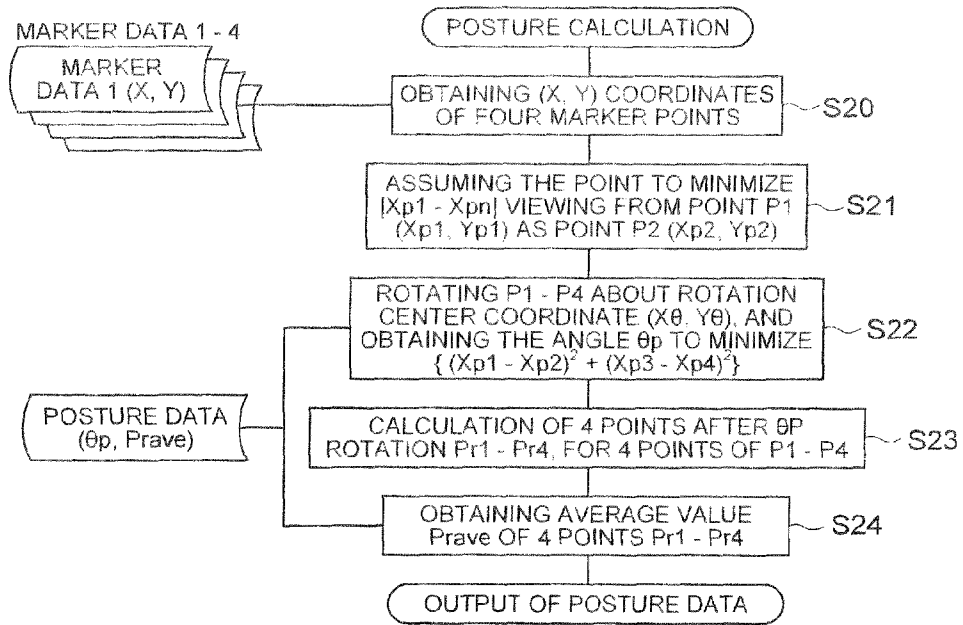 POSTURE CALCULATION
MARKER DATA 1 - 4
MARKER
DATA 1 (X, Y)
OBTAINING (X, Y) COORDINATES
OF FOUR MARKER POINTS
S20
ASSUMING THE POINT TO MINIMIZE
|Xp1 - Xpn| VIEWING FROM POINT P1
(Xp1, Yp1) AS POINT P2 (Xp2, Yp2)
S21
ROTATING P1 - P4 ABOUT ROTATION
CENTER COORDINATE (Xθ, Yθ), AND
OBTAINING THE ANGLE θp TO MINIMIZE
{ (Xp1 - Xp2)² + (Xp3 - Xp4)²}
S22
POSTURE DATA
(θp, Prave)
CALCULATION OF 4 POINTS AFTER θP
ROTATION Pr1 - Pr4, FOR 4 POINTS OF P1 - P4
S23
OBTAINING AVERAGE VALUE
Prave OF 4 POINTS Pr1 - Pr4
S24
OUTPUT OF POSTURE DATA